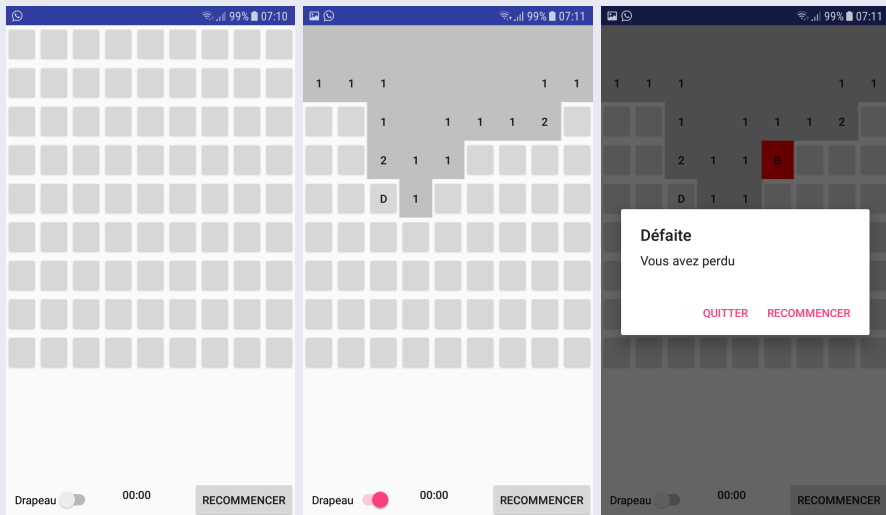 99% 07:10
Drapeau
00:00
RECOMMENCER
99% 07:11
1 1 1 1 1
1 1 1 1 2
2 1 1
D 1
Drapeau
00:00
RECOMMENCER
99% 07:11
1 1 1 1 1
1 1 1 1 2
2 1 1 B
D 1 1
Défaite
Vous avez perdu
QUITTER RECOMMENCER
Drapeau
00:00
RECOMMENCER